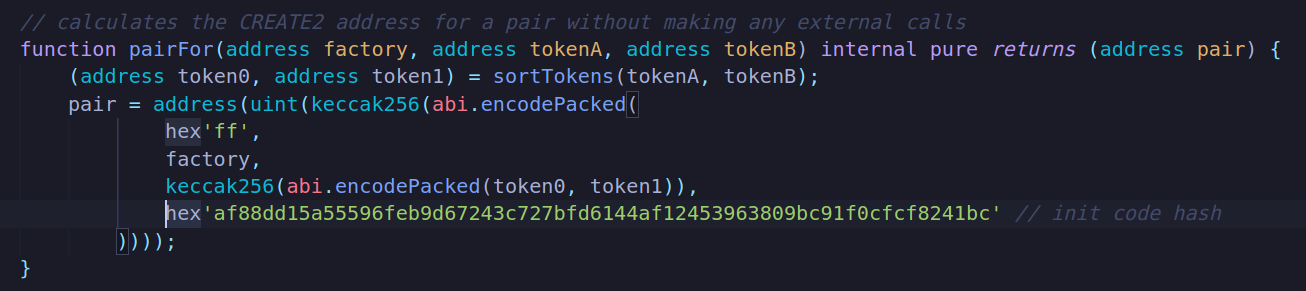 // calculates the CREATE2 address for a pair without making any external calls
function pairFor(address factory, address tokenA, address tokenB) internal pure returns (address pair) {
(address token0, address token1) = sortTokens(tokenA, tokenB);
pair = address(uint(keccak256(abi.encodePacked(
hex'ff',
factory,
keccak256(abi.encodePacked(token0, token1)),
hex'af88dd15a55596feb9d67243c727bfd6144af12453963809bc91f0cfcf8241bc' // init code hash
))));
}